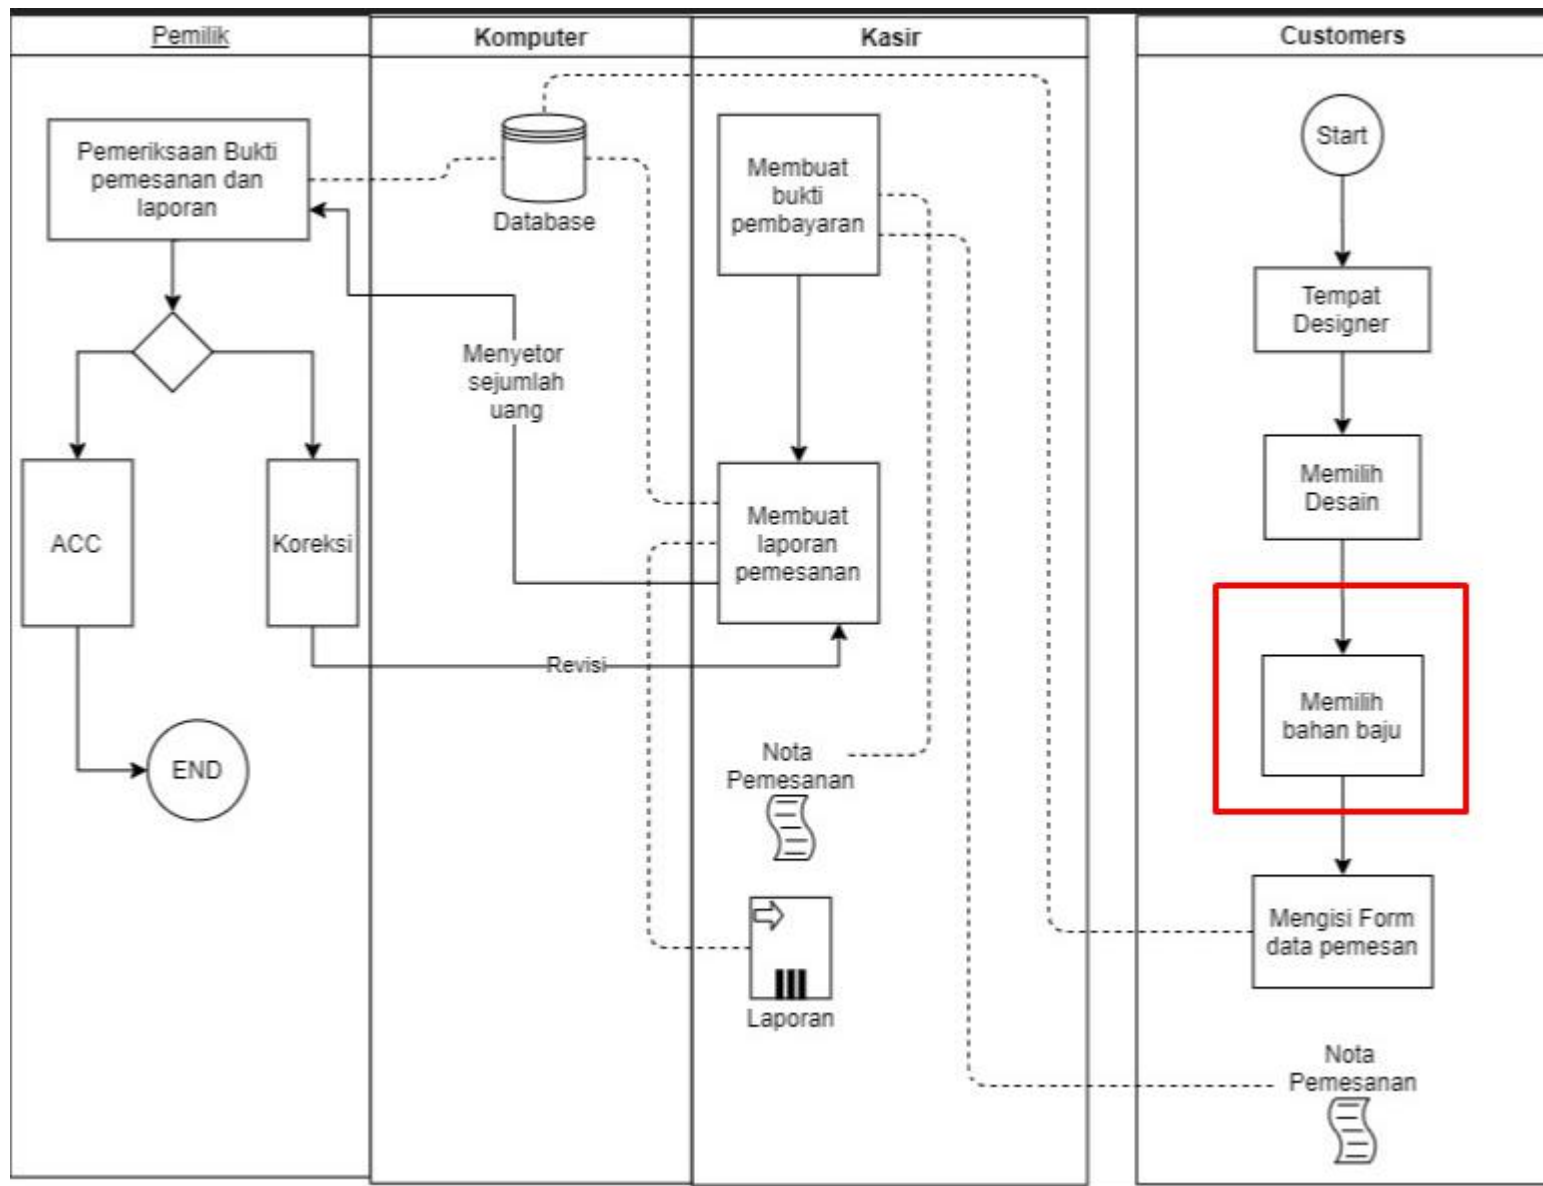 Pemilik
Komputer
Kasir
Customers
Pemeriksaan Bukti
pemesanan dan
laporan
ACC
Koreksi
END
Database
Menyetor
sejumlah
uang
Revisi
Membuat
bukti
pembayaran
Membuat
laporan
pemesanan
Nota
Pemesanan
Laporan
Start
Tempat
Designer
Memilih
Desain
Memilih
bahan baju
Mengisi Form
data pemesan
Nota
Pemesanan